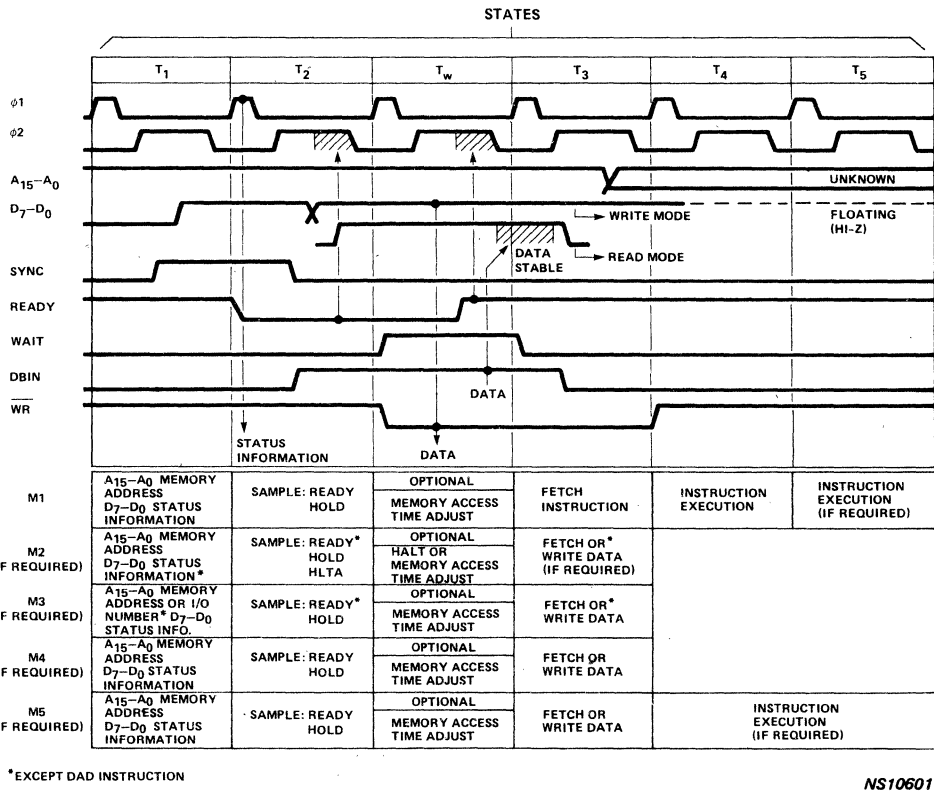 STATES
T1 T2 Tw T3 T4 T5
φ1
φ2
A15–A0
UNKNOWN
D7–D0
WRITE MODE
FLOATING
(HI-Z)
READ MODE
DATA
STABLE
SYNC
READY
WAIT
DBIN
DATA
WR
STATUS
INFORMATION
DATA
M1
A15–A0 MEMORY
ADDRESS
D7–D0 STATUS
INFORMATION
SAMPLE: READY
HOLD
OPTIONAL
MEMORY ACCESS
TIME ADJUST
FETCH
INSTRUCTION
INSTRUCTION
EXECUTION
INSTRUCTION
EXECUTION
(IF REQUIRED)
M2
F REQUIRED)
A15–A0 MEMORY
ADDRESS
D7–D0 STATUS
INFORMATION*
SAMPLE: READY*
HOLD
HLTA
OPTIONAL
HALT OR
MEMORY ACCESS
TIME ADJUST
FETCH OR*
WRITE DATA
(IF REQUIRED)
M3
F REQUIRED)
A15–A0 MEMORY
ADDRESS OR I/O
NUMBER* D7–D0
STATUS INFO.
SAMPLE: READY*
HOLD
OPTIONAL
MEMORY ACCESS
TIME ADJUST
FETCH OR*
WRITE DATA
M4
F REQUIRED)
A15–A0 MEMORY
ADDRESS
D7–D0 STATUS
INFORMATION
SAMPLE: READY
HOLD
OPTIONAL
MEMORY ACCESS
TIME ADJUST
FETCH OR
WRITE DATA
M5
F REQUIRED)
A15–A0 MEMORY
ADDRESS
D7–D0 STATUS
INFORMATION
SAMPLE: READY
HOLD
OPTIONAL
MEMORY ACCESS
TIME ADJUST
FETCH OR
WRITE DATA
INSTRUCTION
EXECUTION
(IF REQUIRED)
*EXCEPT DAD INSTRUCTION
NS10601